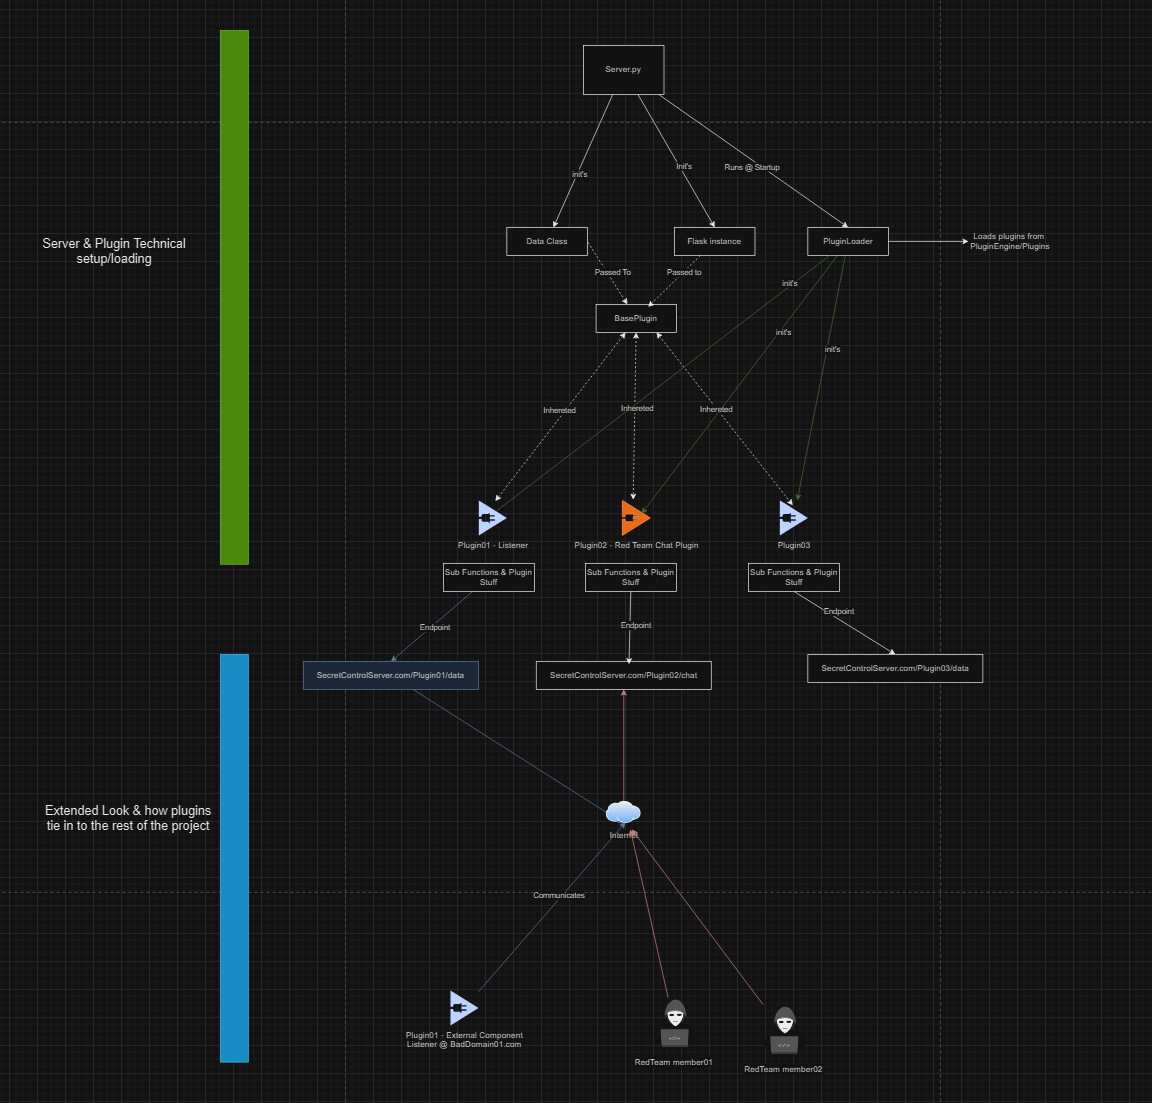 Server.py
init's
Init's
Runs @ Startup
Server & Plugin Technical
setup/loading
Data Class
Flask instance
PluginLoader
Loads plugins from
PluginEngine/Plugins
Passed To
Passed to
init's
BasePlugin
init's
init's
Inhereted
Inhereted
Inhereted
Plugin01 - Listener
Plugin02 - Red Team Chat Plugin
Plugin03
Sub Functions & Plugin
Stuff
Sub Functions & Plugin
Stuff
Sub Functions & Plugin
Stuff
Endpoint
Endpoint
Endpoint
SecretControlServer.com/Plugin01/data
SecretControlServer.com/Plugin02/chat
SecretControlServer.com/Plugin03/data
Extended Look & how plugins
tie in to the rest of the project
Internet
Communicates
Plugin01 - External Component
Listener @ BadDomain01.com
RedTeam member01
RedTeam member02